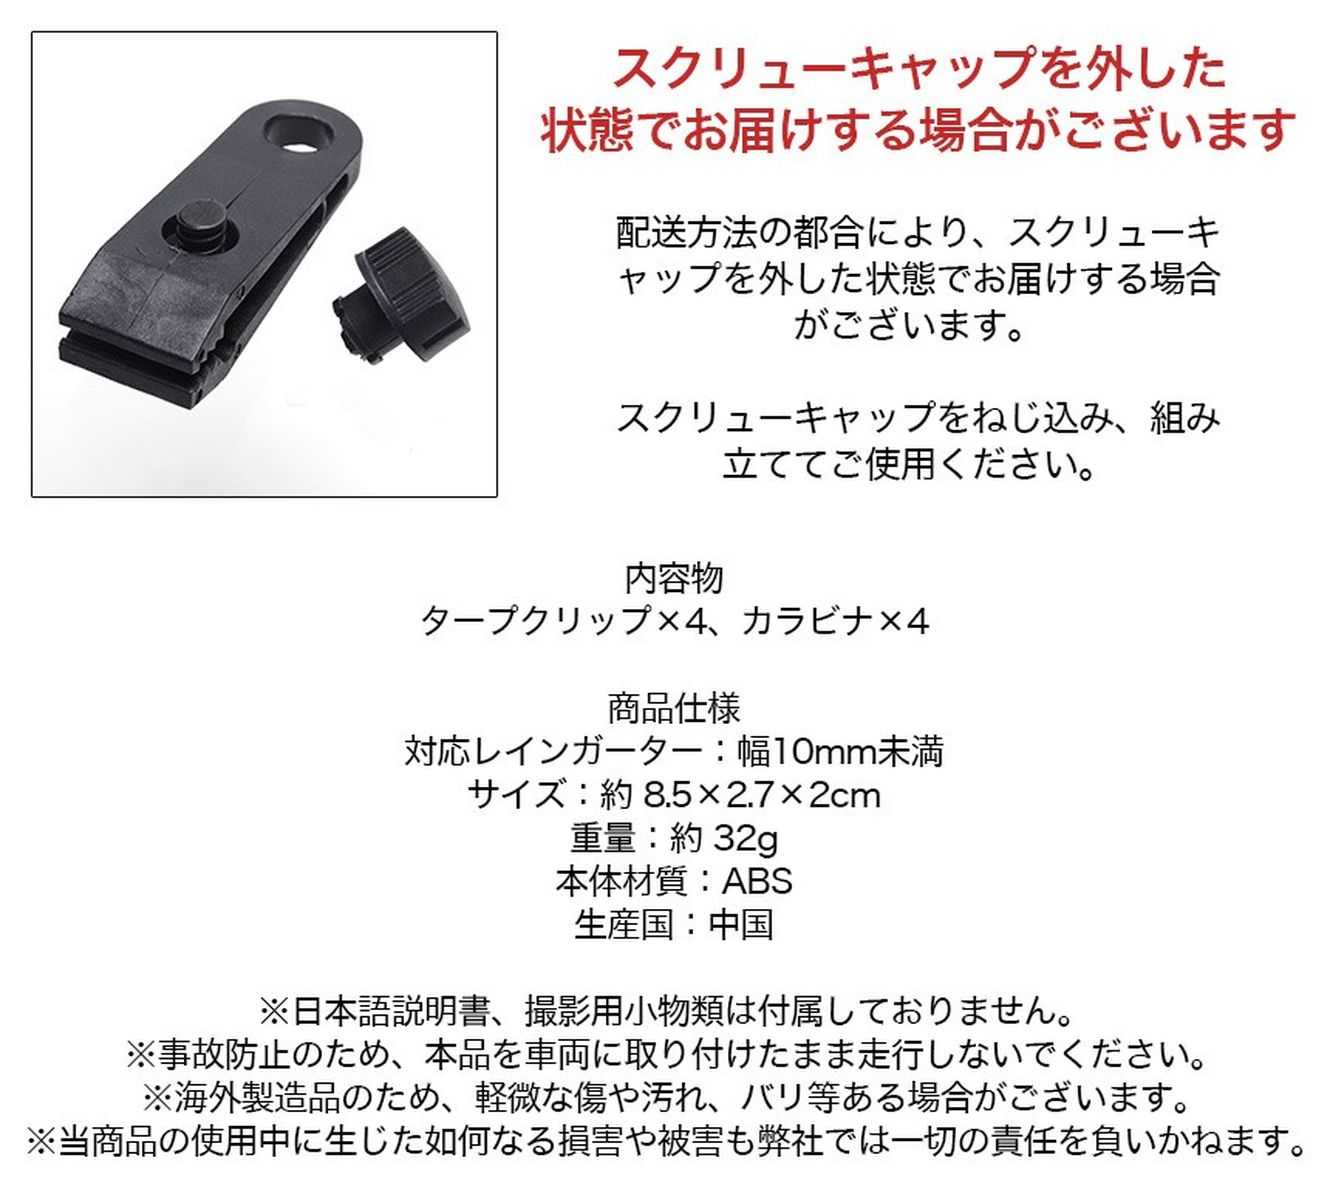 スクリューキャップを外した
状態でお届けする場合がございます
配送方法の都合により、スクリューキ
ャップを外した状態でお届けする場合
がございます。
スクリューキャップをねじ込み、組み
立ててご使用ください。
内容物
タープクリップ×4、カラビナ×4
商品仕様
対応レインガーター：幅10mm未満
サイズ：約 8.5×2.7×2cm
重量：約 32g
本体材質：ABS
生産国：中国
※日本語説明書、撮影用小物類は付属しておりません。
※事故防止のため、本品を車両に取り付けたまま走行しないでください。
※海外製造品のため、軽微な傷や汚れ、バリ等ある場合がございます。
※当商品の使用中に生じた如何なる損害や被害も弊社では一切の責任を負いかねます。